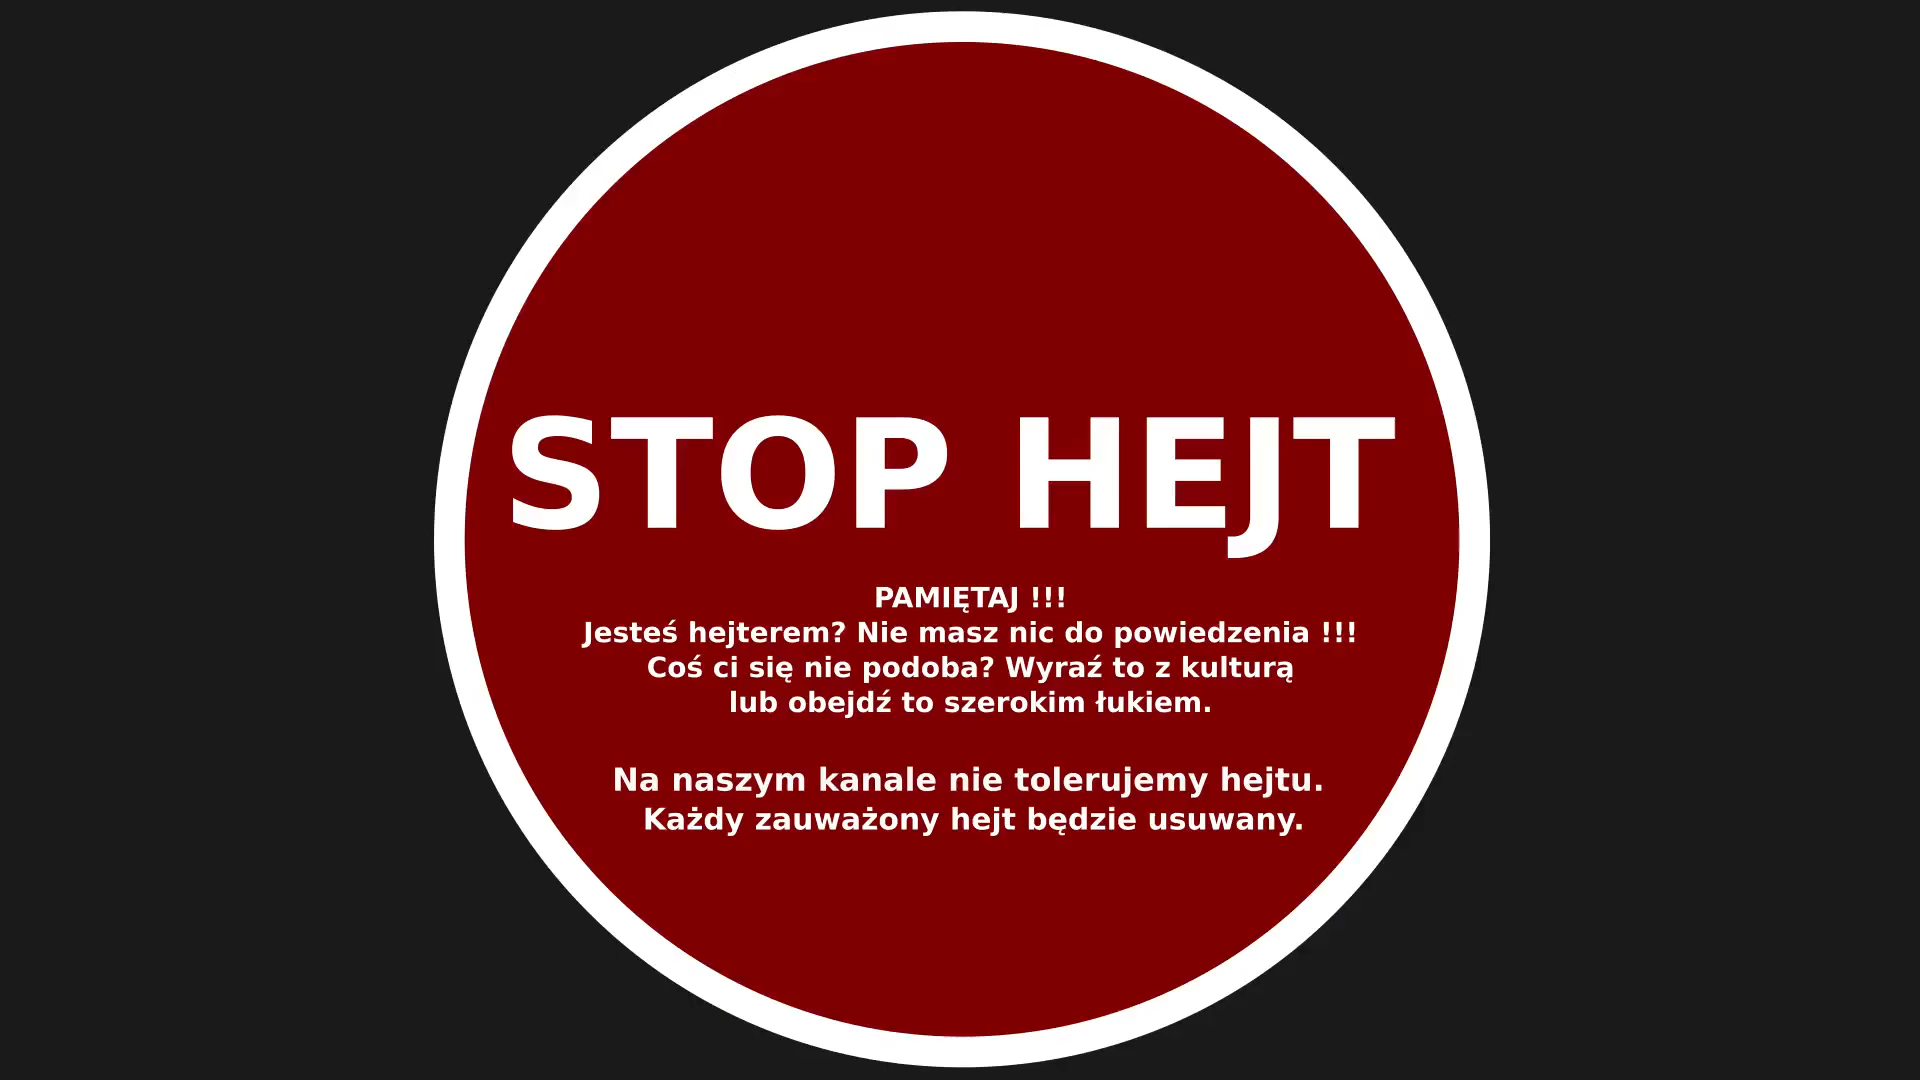 STOP HEJT
PAMIĘTAJ !!!
Jesteś hejterem? Nie masz nic do powiedzenia !!!
Coś ci się nie podoba? Wyraź to z kulturą
lub obejdź to szerokim łukiem.
Na naszym kanale nie tolerujemy hejtu.
Każdy zauważony hejt będzie usuwany.